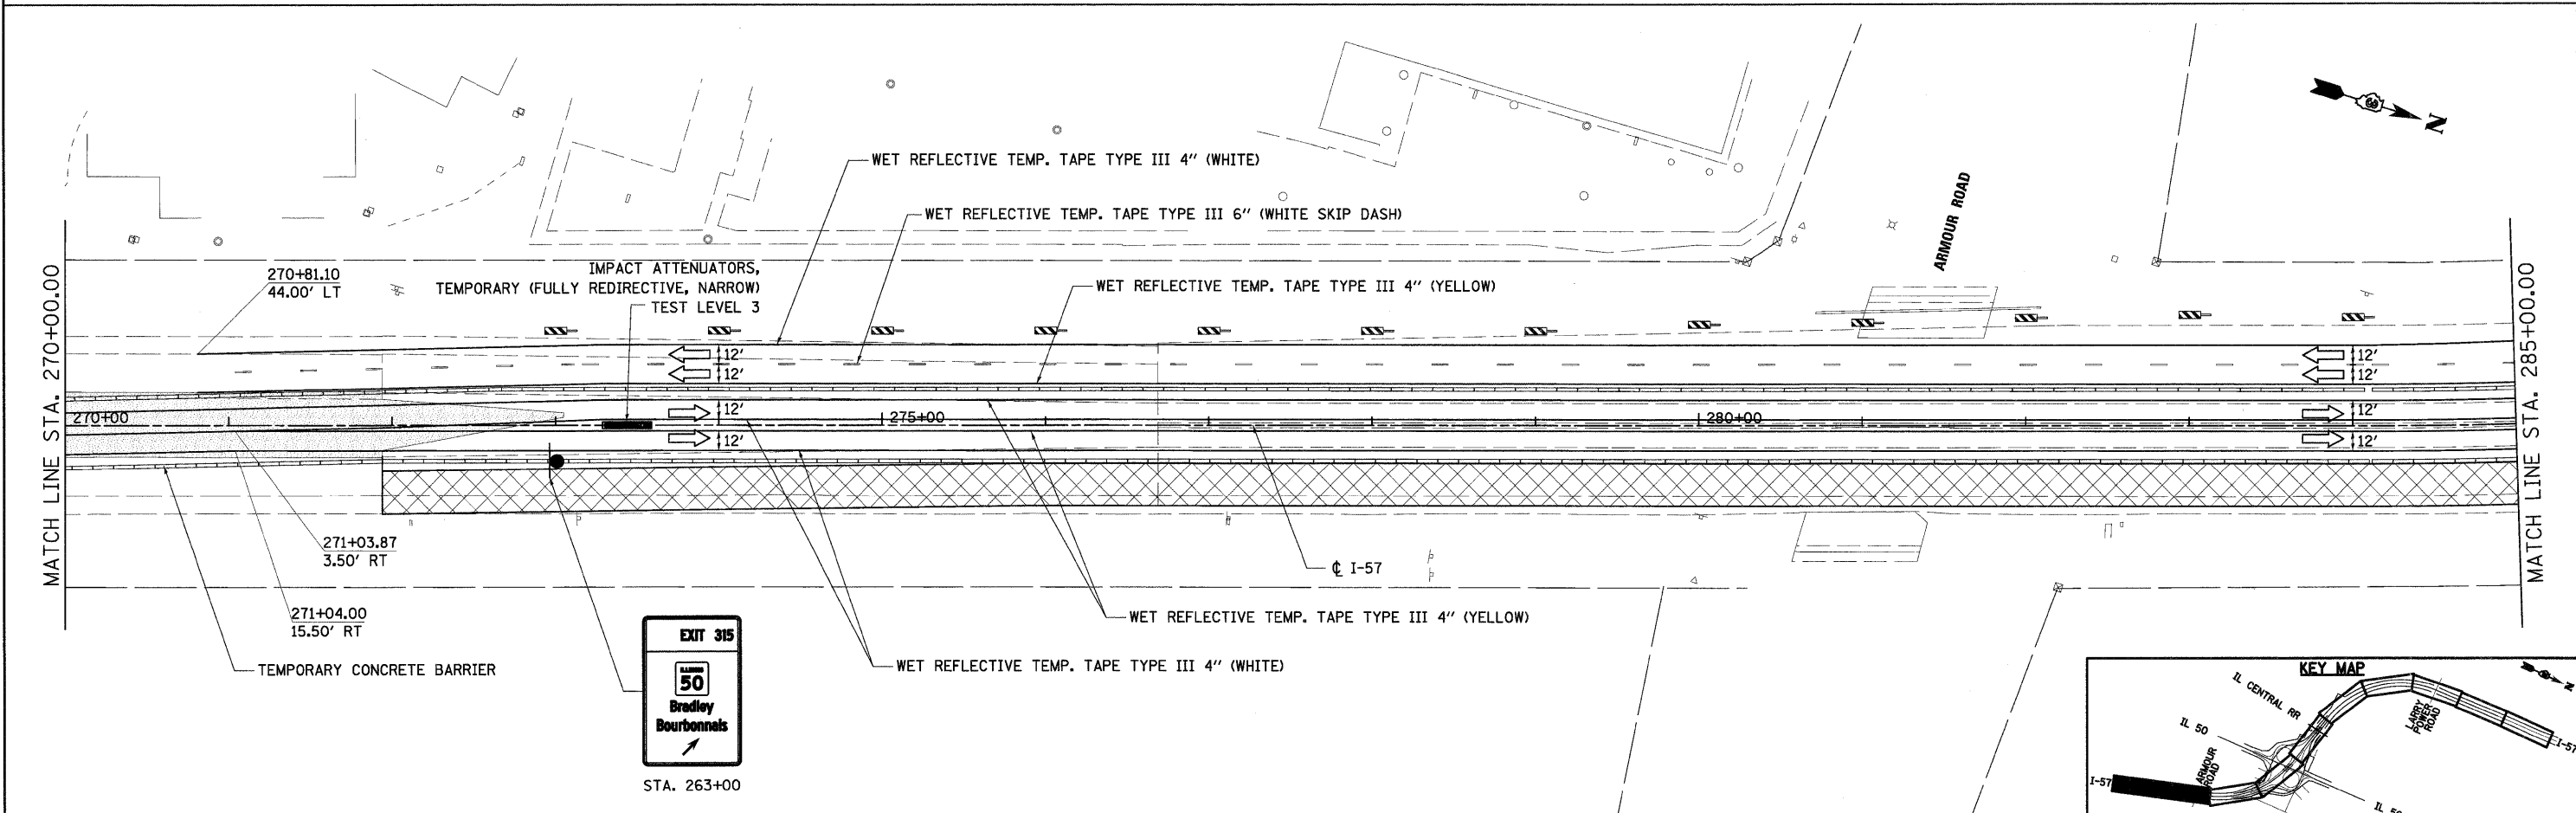 WET REFLECTIVE TEMP. TAPE TYPE III 4" (WHITE)
WET REFLECTIVE TEMP. TAPE TYPE III 6" (WHITE SKIP DASH)
N
ARMOUR ROAD
MATCH LINE STA. 270+00.00
270+81.10
44.00' LT
IMPACT ATTENUATORS,
TEMPORARY (FULLY REDIRECTIVE, NARROW)
TEST LEVEL 3
WET REFLECTIVE TEMP. TAPE TYPE III 4" (YELLOW)
MATCH LINE STA. 285+00.00
12'
12'
12'
12'
12'
12'
12'
12'
270+00
275+00
280+00
271+03.87
3.50' RT
271+04.00
15.50' RT
TEMPORARY CONCRETE BARRIER
℄ I-57
WET REFLECTIVE TEMP. TAPE TYPE III 4" (YELLOW)
WET REFLECTIVE TEMP. TAPE TYPE III 4" (WHITE)
EXIT 315
ILLINOIS
50
Bradley
Bourbonnais
STA. 263+00
KEY MAP
N
IL CENTRAL RR
IL 50
LARRY
POWER
ROAD
ARMOUR
ROAD
I-57
I-57